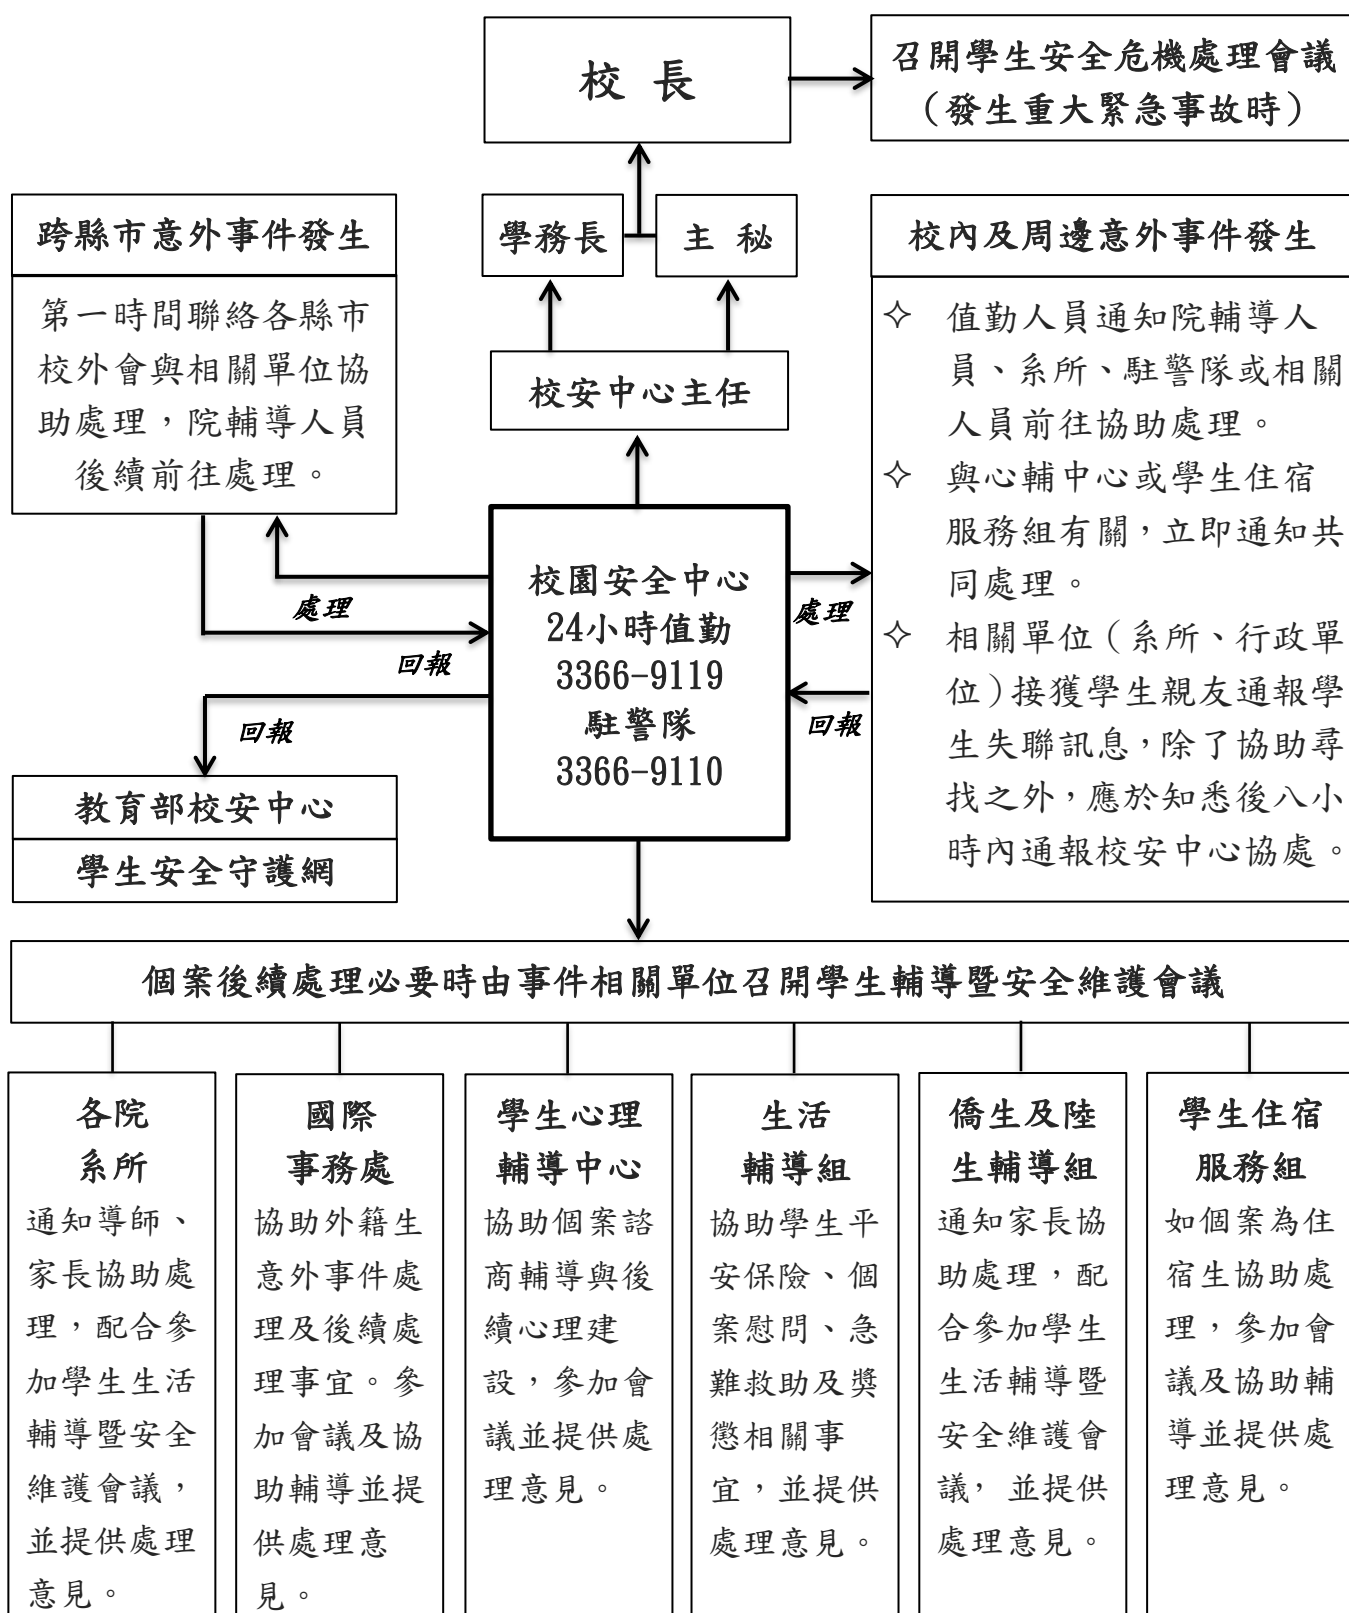 校 長
召開學生安全危機處理會議
（發生重大緊急事故時）
跨縣市意外事件發生
第一時間聯絡各縣市
校外會與相關單位協
助處理，院輔導人員
後續前往處理。
學務長
主 秘
校安中心主任
校內及周邊意外事件發生
✧ 值勤人員通知院輔導人
員、系所、駐警隊或相關
人員前往協助處理。
✧ 與心輔中心或學生住宿
服務組有關，立即通知共
同處理。
✧ 相關單位（系所、行政單
位）接獲學生親友通報學
生失聯訊息，除了協助尋
找之外，應於知悉後八小
時內通報校安中心協處。
處理
回報
回報
校園安全中心
24小時值勤
3366-9119
駐警隊
3366-9110
處理
回報
教育部校安中心
學生安全守護網
個案後續處理必要時由事件相關單位召開學生輔導暨安全維護會議
各院
系所
通知導師、
家長協助處
理，配合參
加學生生活
輔導暨安全
維護會議，
並提供處理
意見。
國際
事務處
協助外籍生
意外事件處
理及後續處
理事宜。參
加會議及協
助輔導並提
供處理意
見。
學生心理
輔導中心
協助個案諮
商輔導與後
續心理建
設，參加會
議並提供處
理意見。
生活
輔導組
協助學生平
安保險、個
案慰問、急
難救助及獎
懲相關事
宜，並提供
處理意見。
僑生及陸
生輔導組
通知家長協
助處理，配
合參加學生
生活輔導暨
安全維護會
議，並提供
處理意見。
學生住宿
服務組
如個案為住
宿生協助處
理，參加會
議及協助輔
導並提供處
理意見。